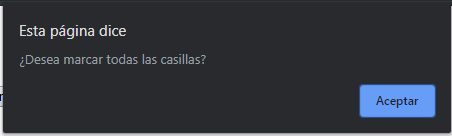 Esta página dice
¿Desea marcar todas las casillas?
Aceptar